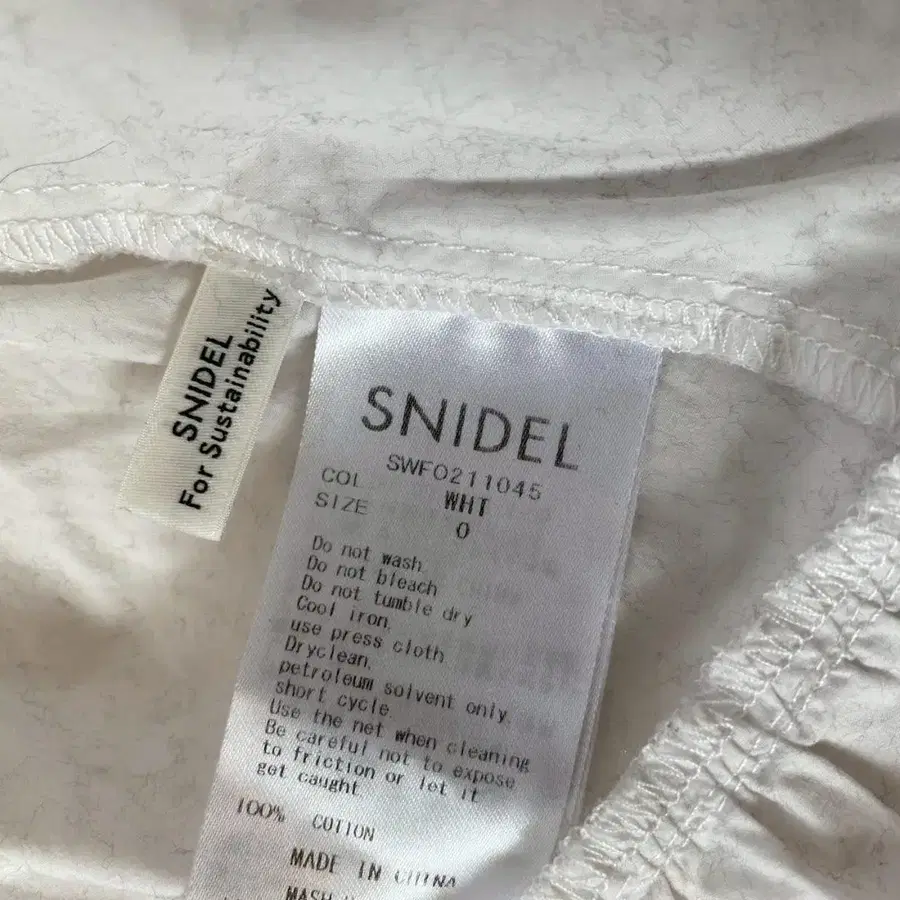 SNIDEL
For Sustainability
SNIDEL
SWFO211045
COL WHT
SIZE 0
Do not wash.
Do not bleach
Do not tumble dry
Cool iron.
use press cloth
Dryclean.
petroleum solvent only.
short cycle.
Use the net when cleaning
Be careful not to expose
to friction or let it
get caught
100% COTTON
MADE IN CHINA